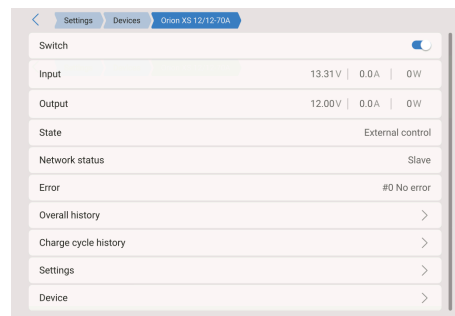 Settings Devices Orion XS 12/12-70A
Switch
Input 13.31V 0.0A 0W
Output 12.00V 0.0A 0W
State External control
Network status Slave
Error #0 No error
Overall history
Charge cycle history
Settings
Device